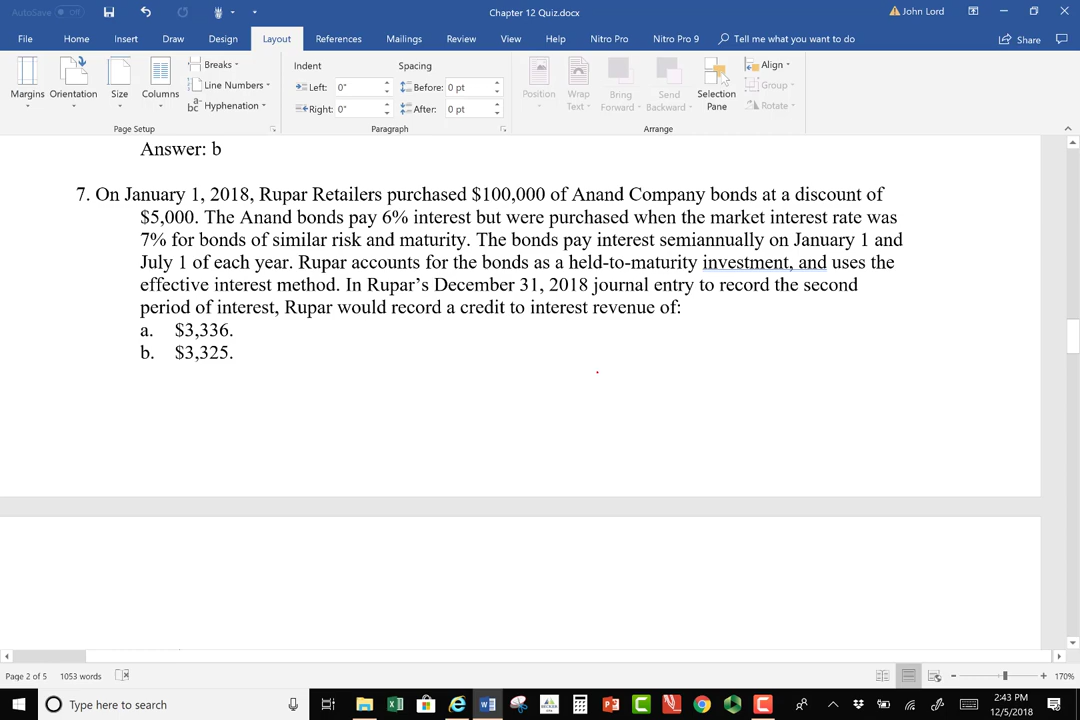 AutoSave Off
Chapter 12 Quiz.docx
John Lord
File Home Insert Draw Design Layout References Mailings Review View Help Nitro Pro Nitro Pro 9 Tell me what you want to do
Share
Margins Orientation Size Columns
Breaks
Line Numbers
Hyphenation
Page Setup
Indent
Left: 0"
Right: 0"
Spacing
Before: 0 pt
After: 0 pt
Paragraph
Position Wrap Text Bring Forward Send Backward Selection Pane
Align
Group
Rotate
Arrange
Answer: b
7. On January 1, 2018, Rupar Retailers purchased $100,000 of Anand Company bonds at a discount of
$5,000. The Anand bonds pay 6% interest but were purchased when the market interest rate was
7% for bonds of similar risk and maturity. The bonds pay interest semiannually on January 1 and
July 1 of each year. Rupar accounts for the bonds as a held-to-maturity investment, and uses the
effective interest method. In Rupar’s December 31, 2018 journal entry to record the second
period of interest, Rupar would record a credit to interest revenue of:
a. $3,336.
b. $3,325.
Page 2 of 5 1053 words
170%
Type here to search
2:43 PM
12/5/2018